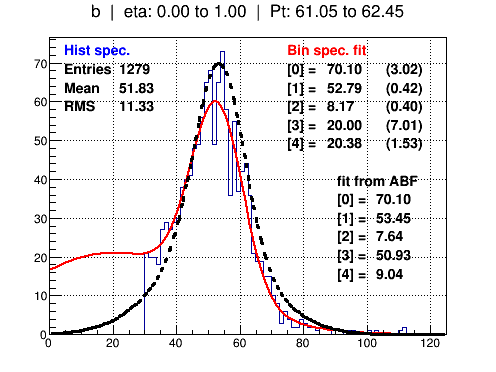 b | eta: 0.00 to 1.00 | Pt: 61.05 to 62.45
Hist spec.
Entries 1279
Mean 51.83
RMS 11.33
Bin spec. fit
[0] = 70.10 (3.02)
[1] = 52.79 (0.42)
[2] = 8.17 (0.40)
[3] = 20.00 (7.01)
[4] = 20.38 (1.53)
fit from ABF
[0] = 70.10
[1] = 53.45
[2] = 7.64
[3] = 50.93
[4] = 9.04
70
60
50
40
30
20
10
0
0 20 40 60 80 100 120